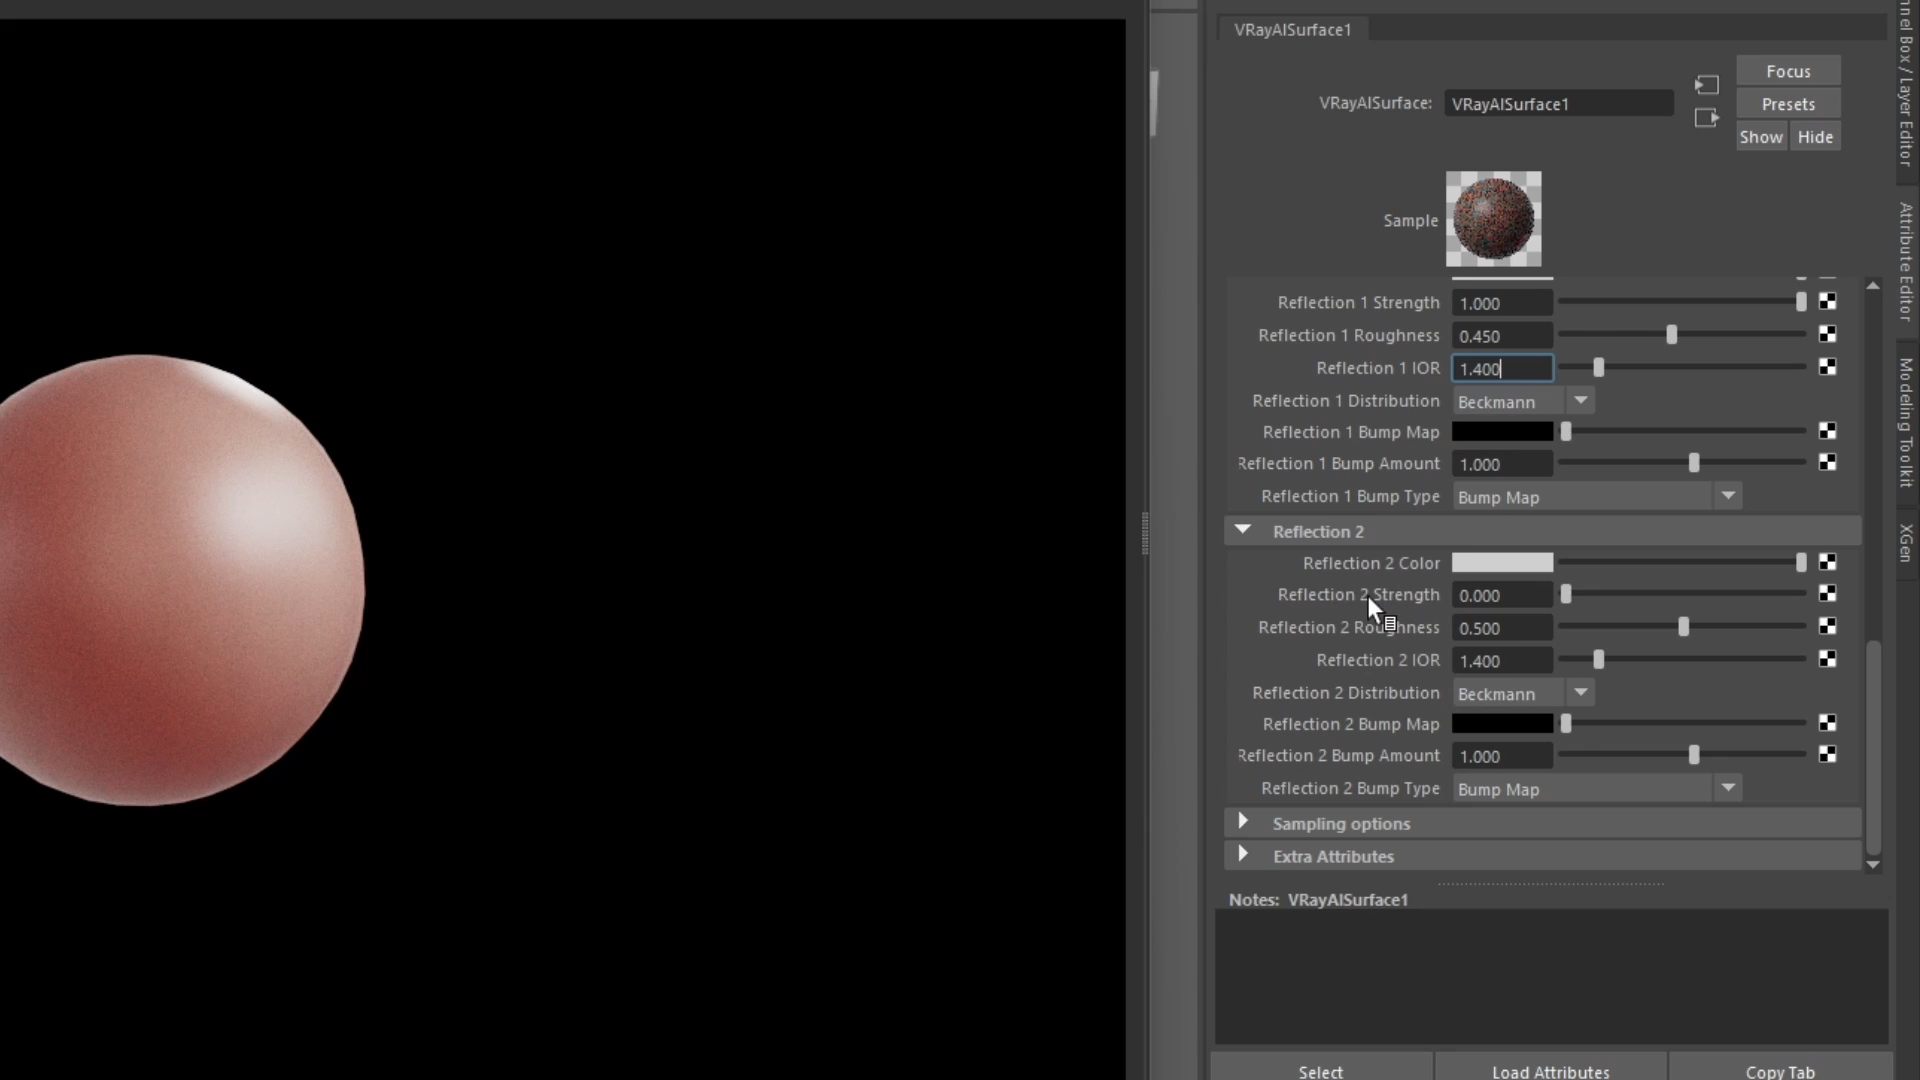 VRayAlSurface1
Focus
VRayAlSurface: VRayAlSurface1
Presets
Show Hide
Sample
Reflection 1 Strength 1.000
Reflection 1 Roughness 0.450
Reflection 1 IOR 1.400
Reflection 1 Distribution Beckmann
Reflection 1 Bump Map
Reflection 1 Bump Amount 1.000
Reflection 1 Bump Type Bump Map
Reflection 2
Reflection 2 Color
Reflection 2 Strength 0.000
Reflection 2 Roughness 0.500
Reflection 2 IOR 1.400
Reflection 2 Distribution Beckmann
Reflection 2 Bump Map
Reflection 2 Bump Amount 1.000
Reflection 2 Bump Type Bump Map
Sampling options
Extra Attributes
Notes: VRayAlSurface1
Select Load Attributes Copy Tab
Box / Layer Editor
Attribute Editor
Modeling Toolkit
XGen